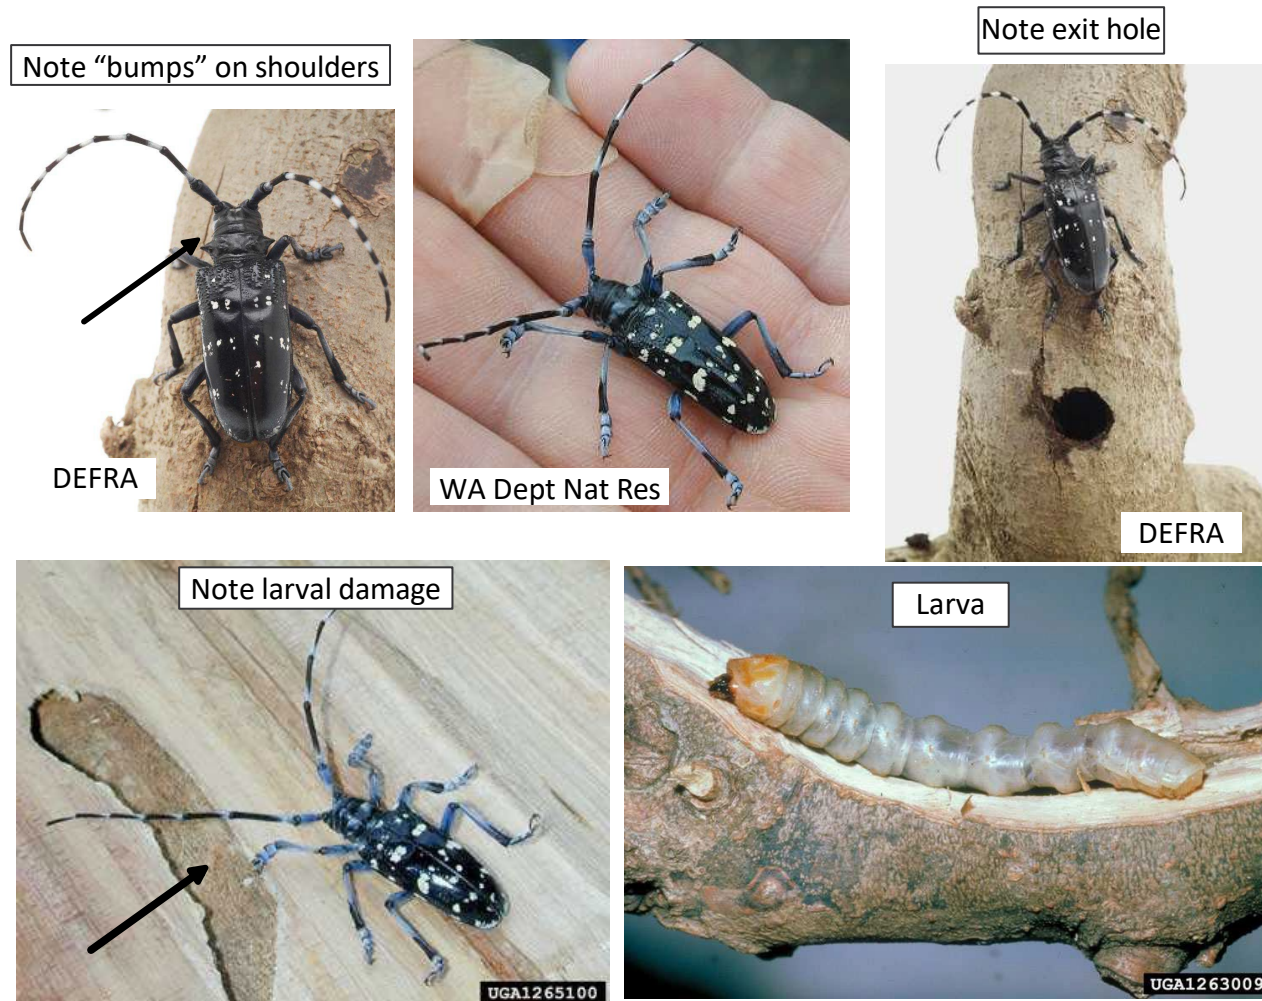 Note “bumps” on shoulders
Note exit hole
DEFRA
WA Dept Nat Res
DEFRA
Note larval damage
Larva
UGA1265100
UGA1263009